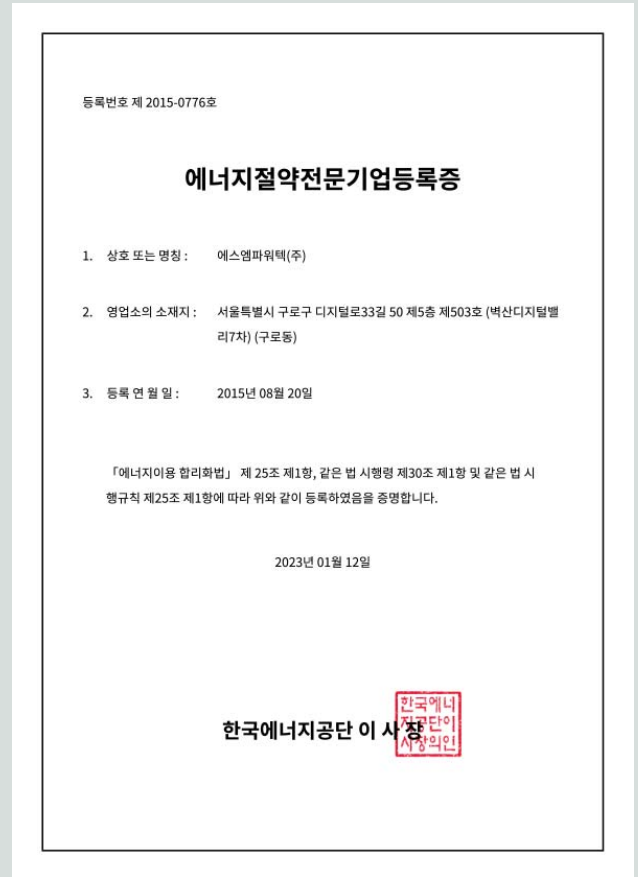 등록번호 제 2015-0776호
에너지절약전문기업등록증
1. 상호 또는 명칭 : 에스엠파워텍(주)
2. 영업소의 소재지 : 서울특별시 구로구 디지털로33길 50 제5층 제503호 (벽산디지털밸
리7차) (구로동)
3. 등록 연 월 일 : 2015년 08월 20일
「에너지이용 합리화법」 제 25조 제1항, 같은 법 시행령 제30조 제1항 및 같은 법 시
행규칙 제25조 제1항에 따라 위와 같이 등록하였음을 증명합니다.
2023년 01월 12일
한국에너지공단 이 사 장
한국에너
지공단이
사장의인